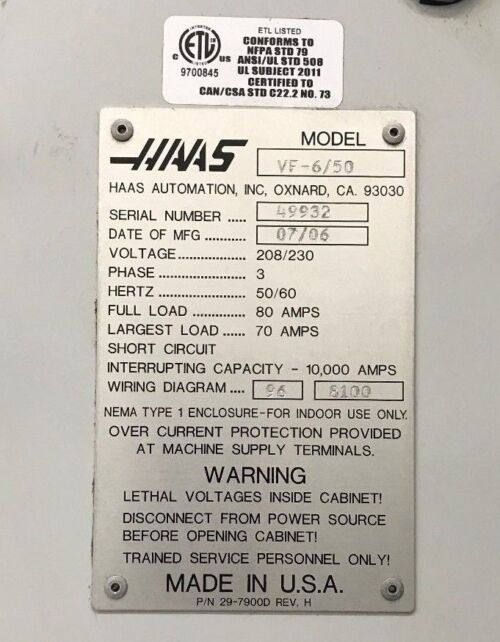 ETL LISTED
CONFORMS TO
NFPA STD 79
ANSI/UL STD 508
UL SUBJECT 2011
CERTIFIED TO
CAN/CSA STD C22.2 NO. 73
ETL
C US
9700845
HAAS
MODEL
VF-6/50
HAAS AUTOMATION, INC, OXNARD, CA. 93030
SERIAL NUMBER ..... 49932
DATE OF MFG ......... 07/06
VOLTAGE ................ 208/230
PHASE .................... 3
HERTZ .................... 50/60
FULL LOAD ............ 80 AMPS
LARGEST LOAD ..... 70 AMPS
SHORT CIRCUIT
INTERRUPTING CAPACITY - 10,000 AMPS
WIRING DIAGRAM .... 96 8100
NEMA TYPE 1 ENCLOSURE-FOR INDOOR USE ONLY.
OVER CURRENT PROTECTION PROVIDED
AT MACHINE SUPPLY TERMINALS.
WARNING
LETHAL VOLTAGES INSIDE CABINET!
DISCONNECT FROM POWER SOURCE
BEFORE OPENING CABINET!
TRAINED SERVICE PERSONNEL ONLY!
MADE IN U.S.A.
P/N 29-7900D REV. H